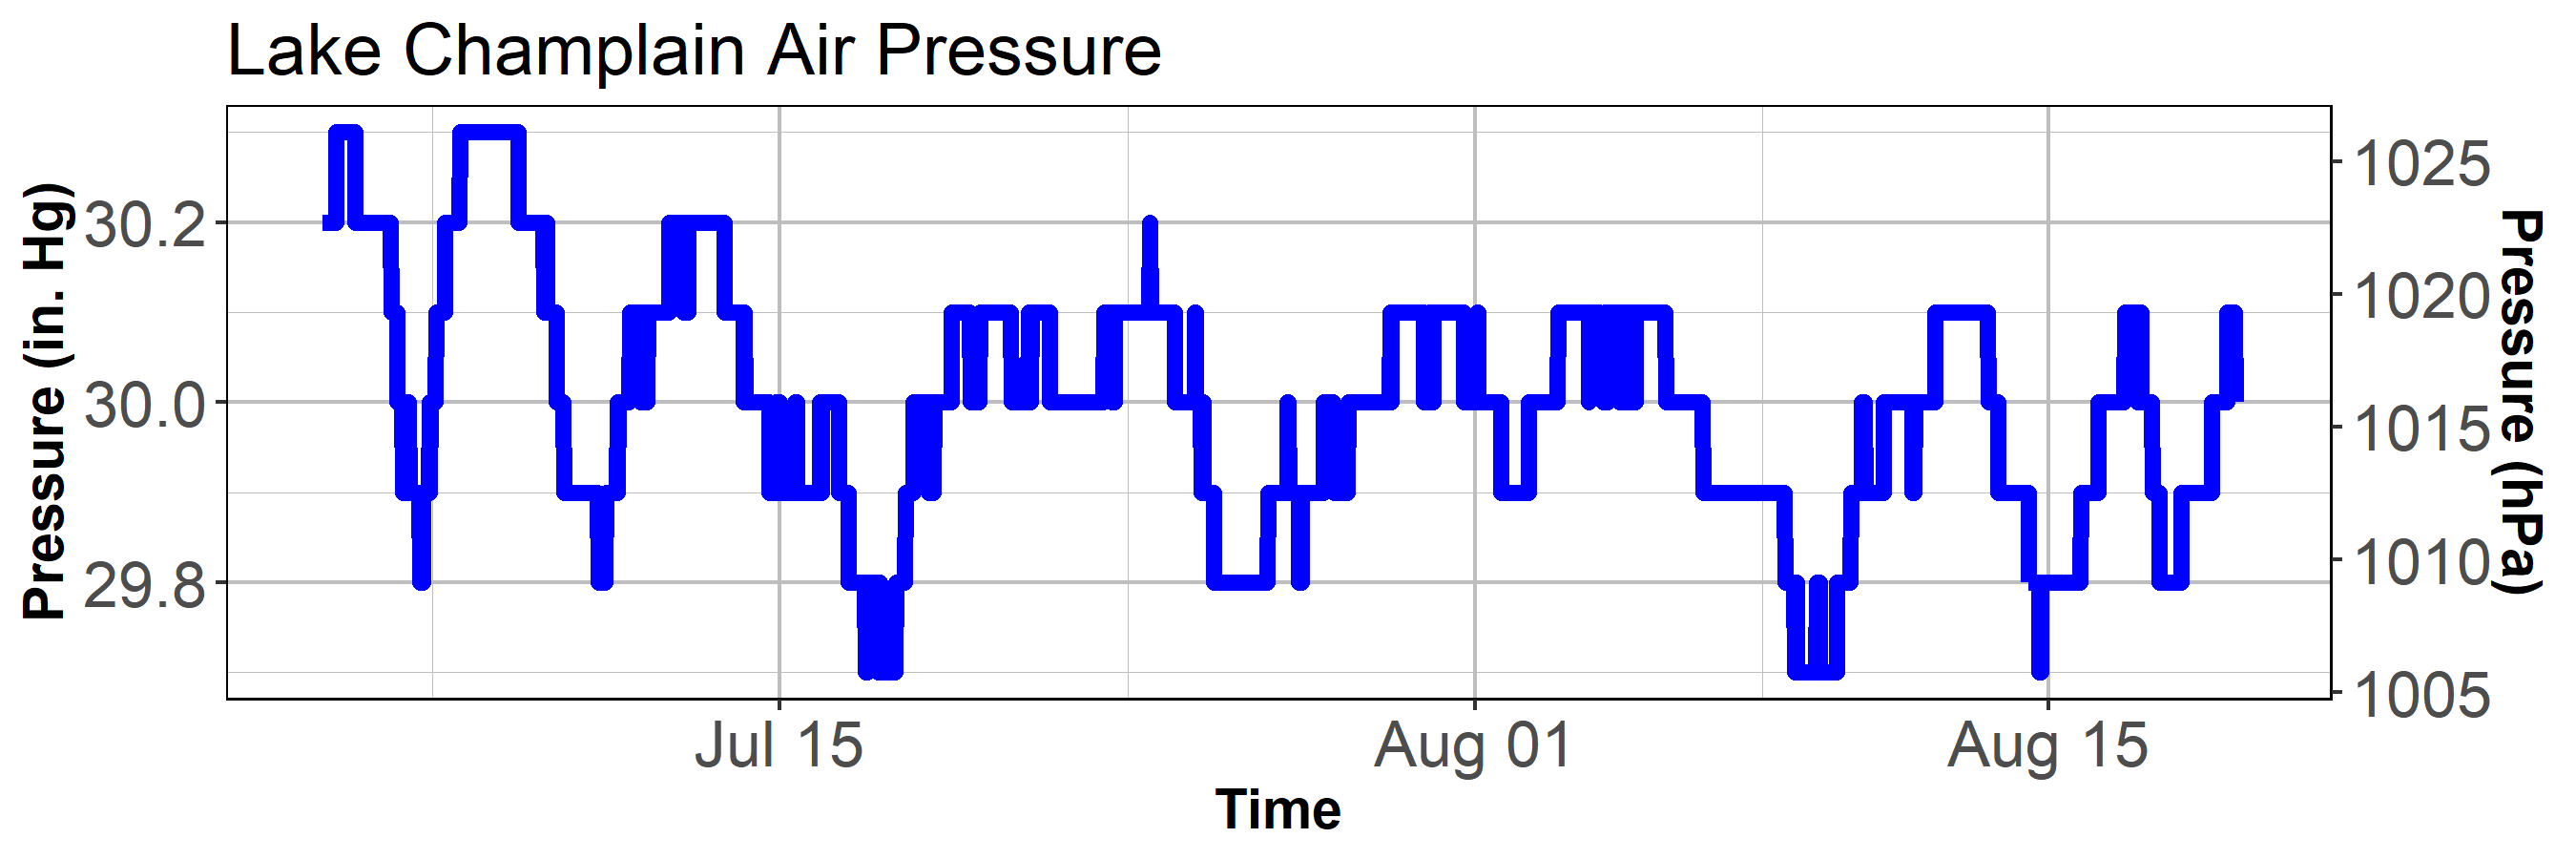 Lake Champlain Air Pressure
Pressure (in. Hg)
30.2
30.0
29.8
1025
1020
1015
1010
1005
Pressure (hPa)
Jul 15
Aug 01
Aug 15
Time